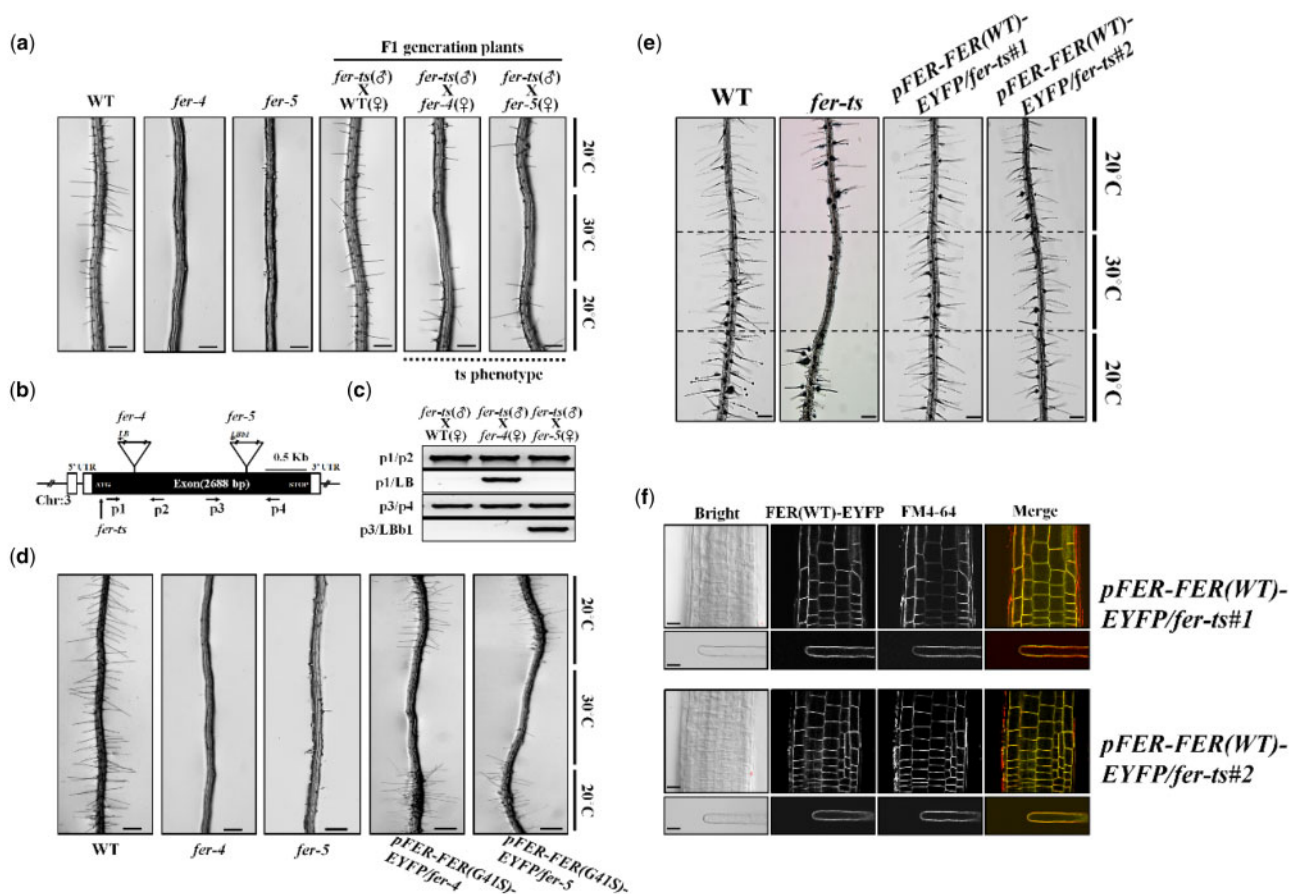 (a)
F1 generation plants
WT
fer-4
fer-5
fer-ts(♂)
X
WT(♀)
fer-ts(♂)
X
fer-4(♀)
fer-ts(♂)
X
fer-5(♀)
20°C
30°C
20°C
ts phenotype
(b)
fer-4
fer-5
LB
LBb1
0.5 Kb
5' UTR
3' UTR
ATG
Exon(2688 bp)
STOP
Chr:3
p1
p2
p3
p4
fer-ts
(c)
fer-ts(♂)
X
WT(♀)
fer-ts(♂)
X
fer-4(♀)
fer-ts(♂)
X
fer-5(♀)
p1/p2
p1/LB
p3/p4
p3/LBb1
(d)
20°C
30°C
20°C
WT
fer-4
fer-5
pFER-FER(G41S)-
EYFP/fer-4
pFER-FER(G41S)-
EYFP/fer-5
(e)
WT
fer-ts
pFER-FER(WT)-
EYFP/fer-ts#1
pFER-FER(WT)-
EYFP/fer-ts#2
20°C
30°C
20°C
(f)
Bright
FER(WT)-EYFP
FM4-64
Merge
pFER-FER(WT)-
EYFP/fer-ts#1
pFER-FER(WT)-
EYFP/fer-ts#2